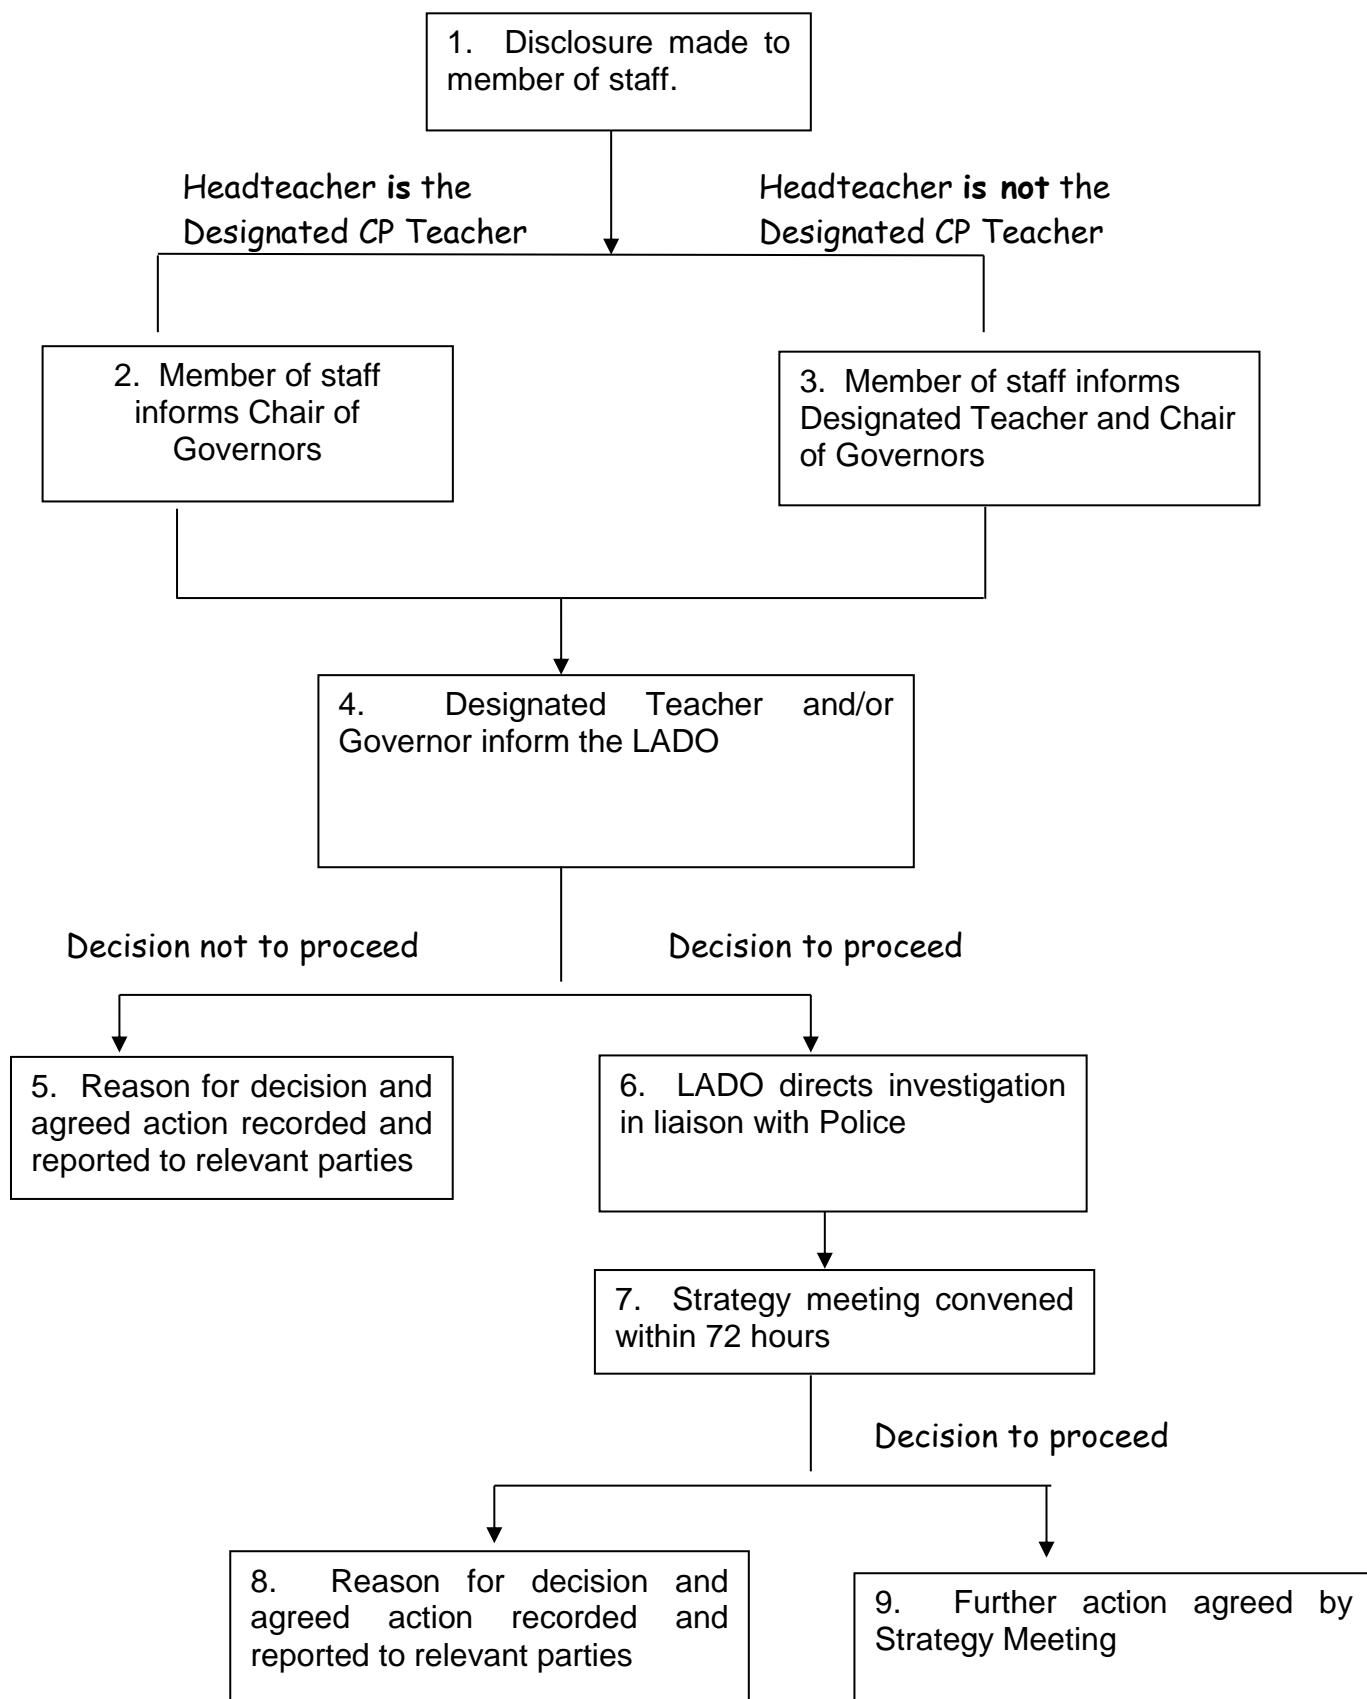 1. Disclosure made to
member of staff.
Headteacher is the
Designated CP Teacher
Headteacher is not the
Designated CP Teacher
2. Member of staff
informs Chair of
Governors
3. Member of staff informs
Designated Teacher and Chair
of Governors
4. Designated Teacher and/or
Governor inform the LADO
Decision not to proceed
Decision to proceed
5. Reason for decision and
agreed action recorded and
reported to relevant parties
6. LADO directs investigation
in liaison with Police
7. Strategy meeting convened
within 72 hours
Decision to proceed
8. Reason for decision and
agreed action recorded and
reported to relevant parties
9. Further action agreed by
Strategy Meeting